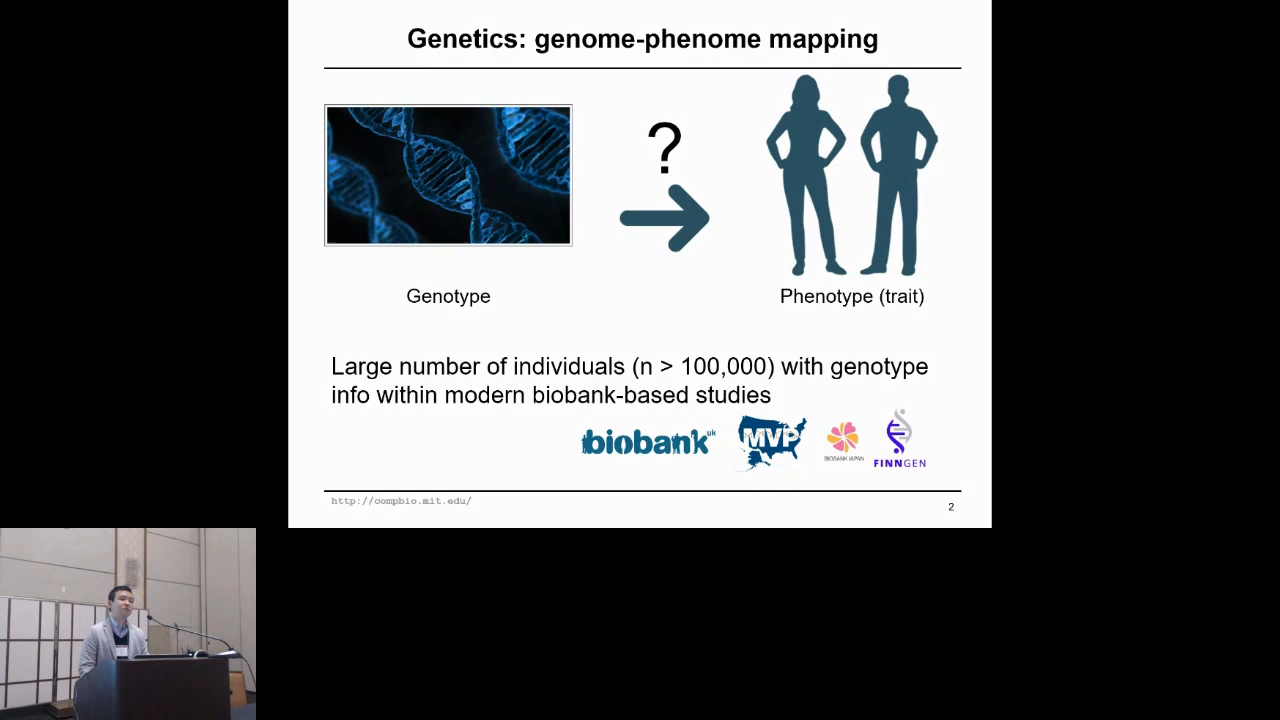 Genetics: genome-phenome mapping
?
Genotype
Phenotype (trait)
Large number of individuals (n > 100,000) with genotype
info within modern biobank-based studies
biobank uk
MVP
BIOBANK JAPAN
FINNGEN
http://compbio.mit.edu/
2